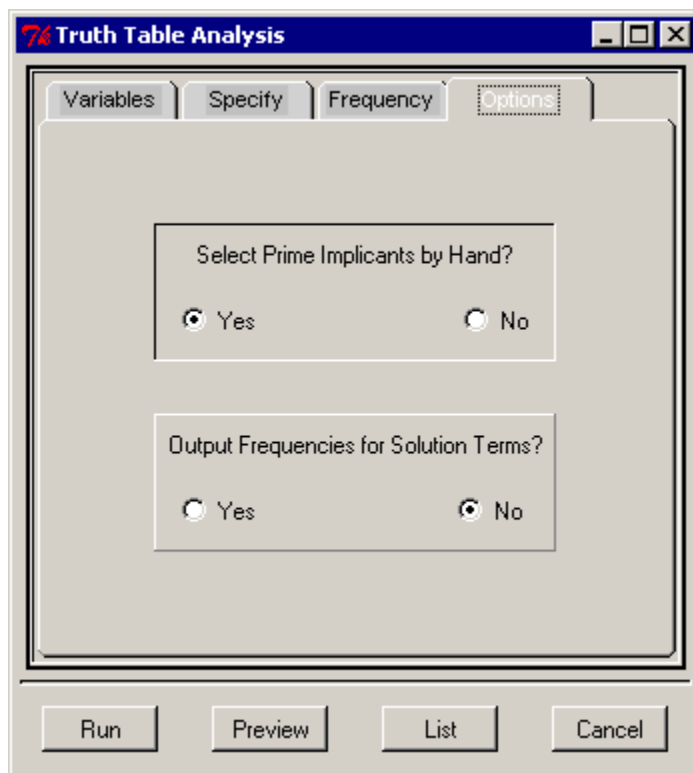 Truth Table Analysis
Variables Specify Frequency Options
Select Prime Implicants by Hand?
Yes No
Output Frequencies for Solution Terms?
Yes No
Run Preview List Cancel